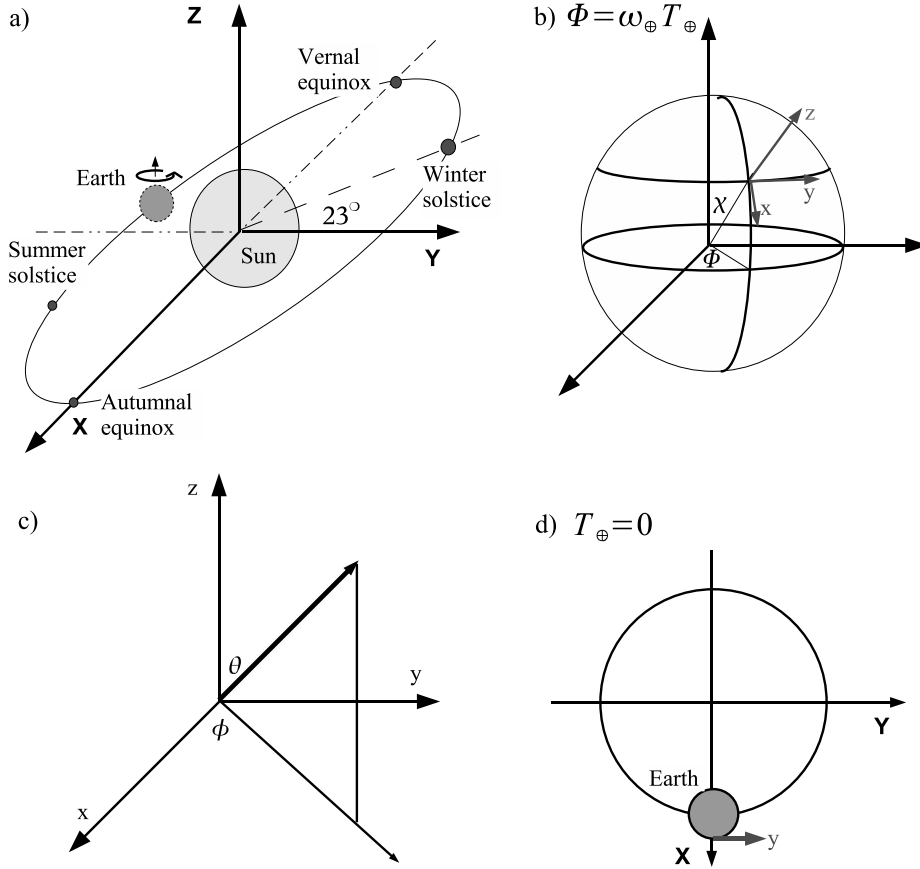 a)
Z
Vernal
equinox
Earth
Winter
solstice
23°
Summer
solstice
Sun
Y
Autumnal
equinox
X
b) Φ=ω⊕T⊕
z
y
x
χ
Φ
c)
z
θ
y
ϕ
x
d) T⊕=0
Y
Earth
y
X